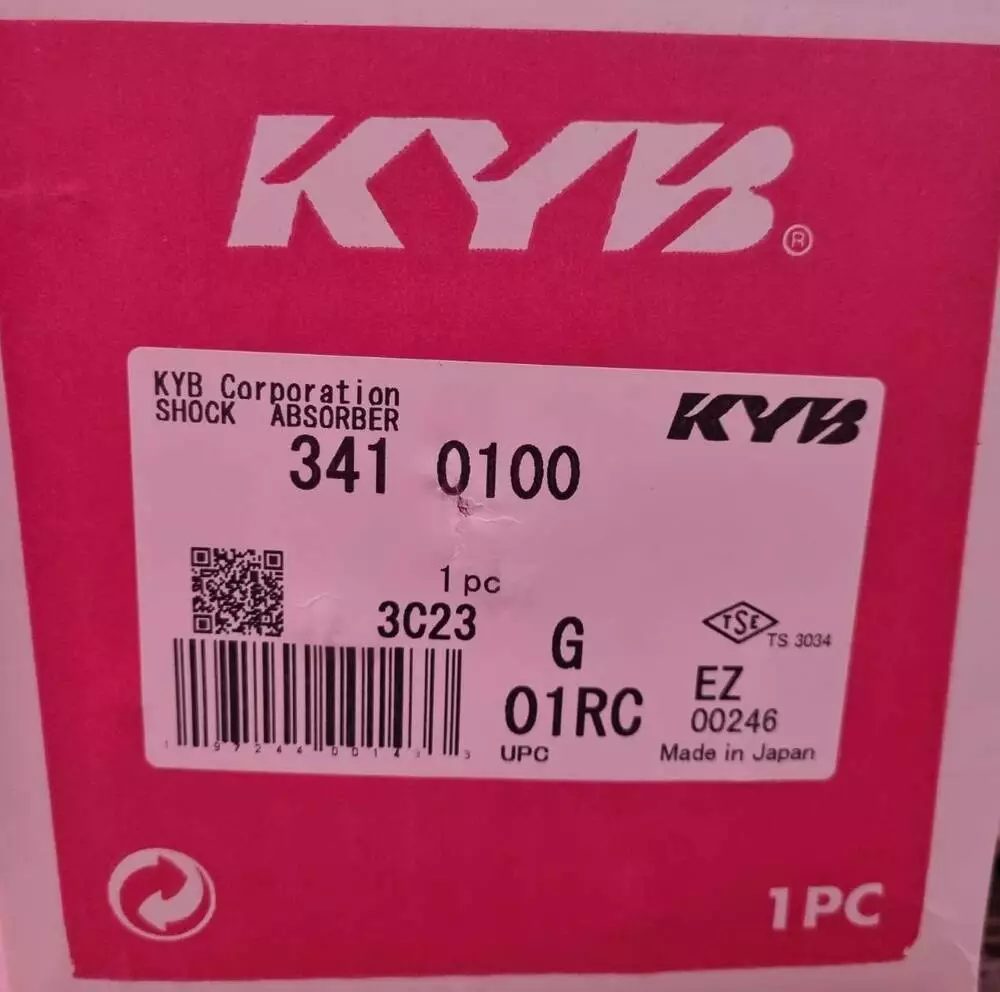 KYB®
KYB Corporation
SHOCK ABSORBER
KYB
341 0100
1 pc
3C23
G
TSE
TS 3034
01RC
EZ
00246
UPC
Made in Japan
1PC